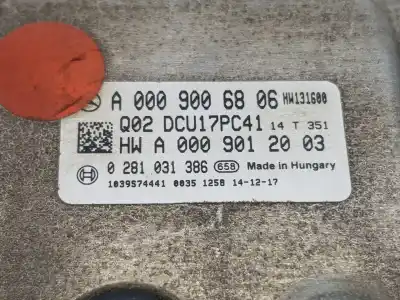 A 000 900 68 06 HW131600
Q02 DCU17PC41 14 T 351
HW A 000 901 20 03
0 281 031 386 658 Made in Hungary
1039S74441 0035 1258 14-12-17